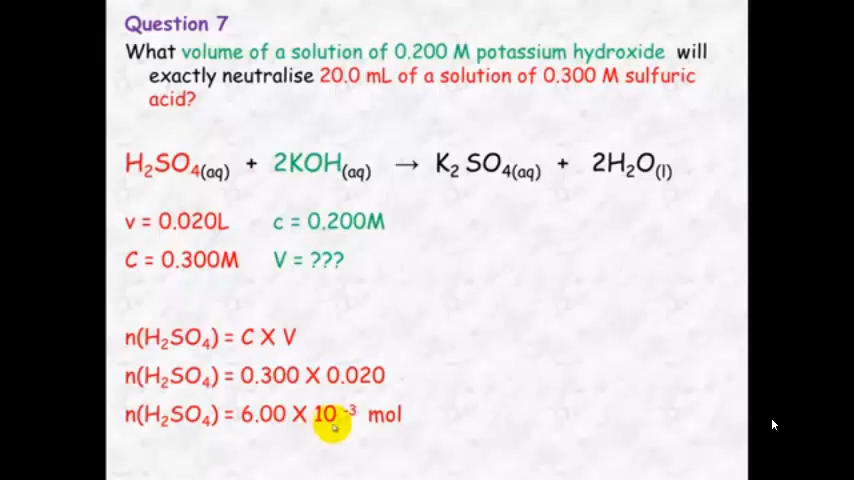 Question 7
What volume of a solution of 0.200 M potassium hydroxide will
exactly neutralise 20.0 mL of a solution of 0.300 M sulfuric
acid?
H₂SO₄(aq) + 2KOH(aq) → K₂ SO₄(aq) + 2H₂O(l)
v = 0.020L c = 0.200M
C = 0.300M V = ???
n(H₂SO₄) = C X V
n(H₂SO₄) = 0.300 X 0.020
n(H₂SO₄) = 6.00 X 10⁻³ mol